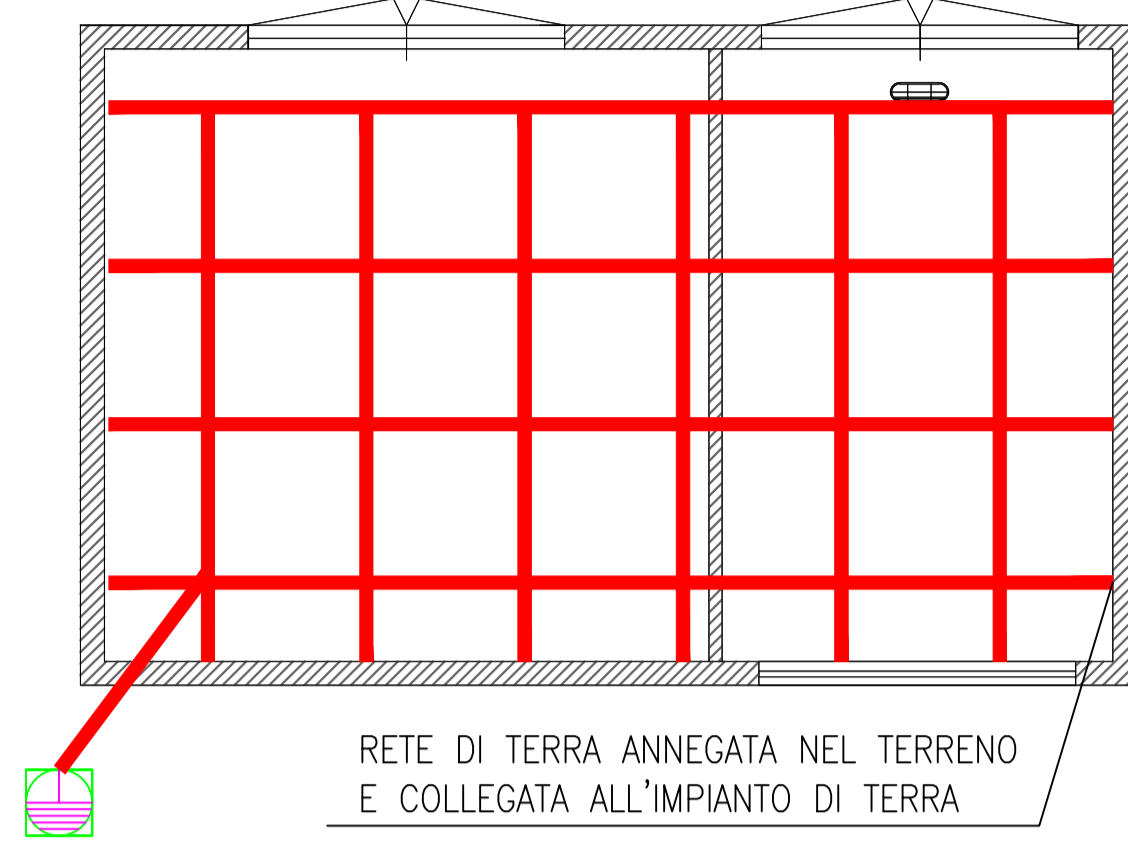 RETE DI TERRA ANNEGATA NEL TERRENO
E COLLEGATA ALL'IMPIANTO DI TERRA